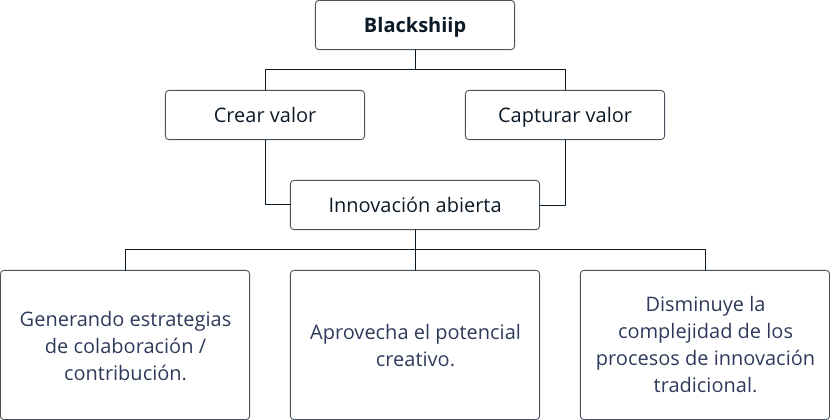 Blackshiip
Crear valor
Capturar valor
Innovación abierta
Generando estrategias
de colaboración /
contribución.
Aprovecha el potencial
creativo.
Disminuye la
complejidad de los
procesos de innovación
tradicional.